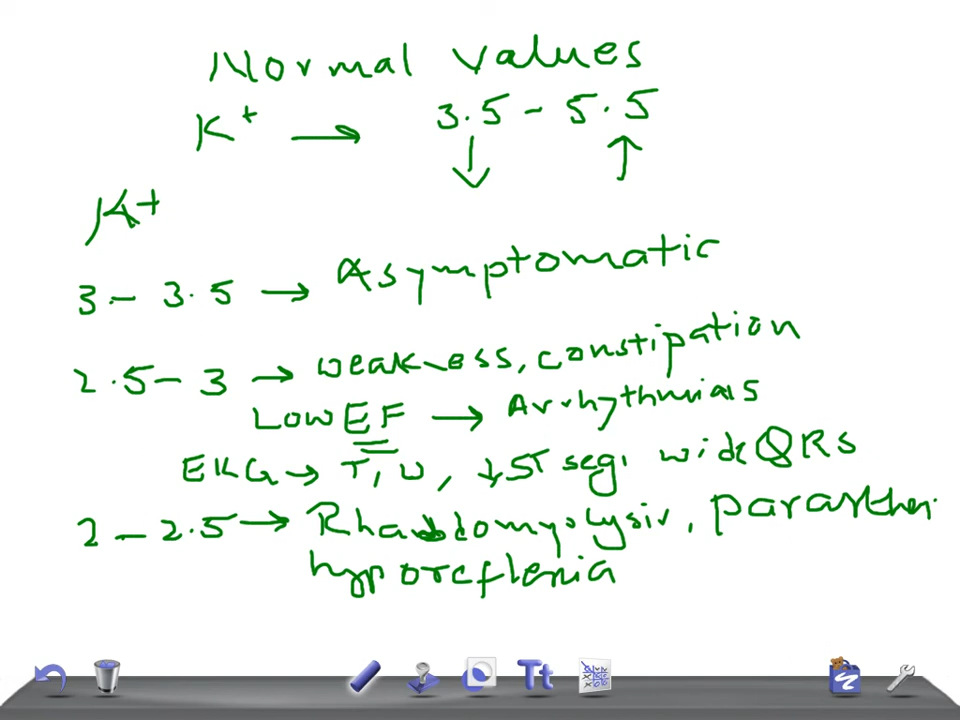 Normal values
K+ → 3.5 - 5.5
↓ ↑
K+
3 - 3.5 → Asymptomatic
2.5 - 3 → weakness, constipation
Low EF → Arrhythmias
EKG → T, U, ↓ ST seg. wide QRS
2 - 2.5 → Rhabdomyolysis,
hyporeflexia
Tt